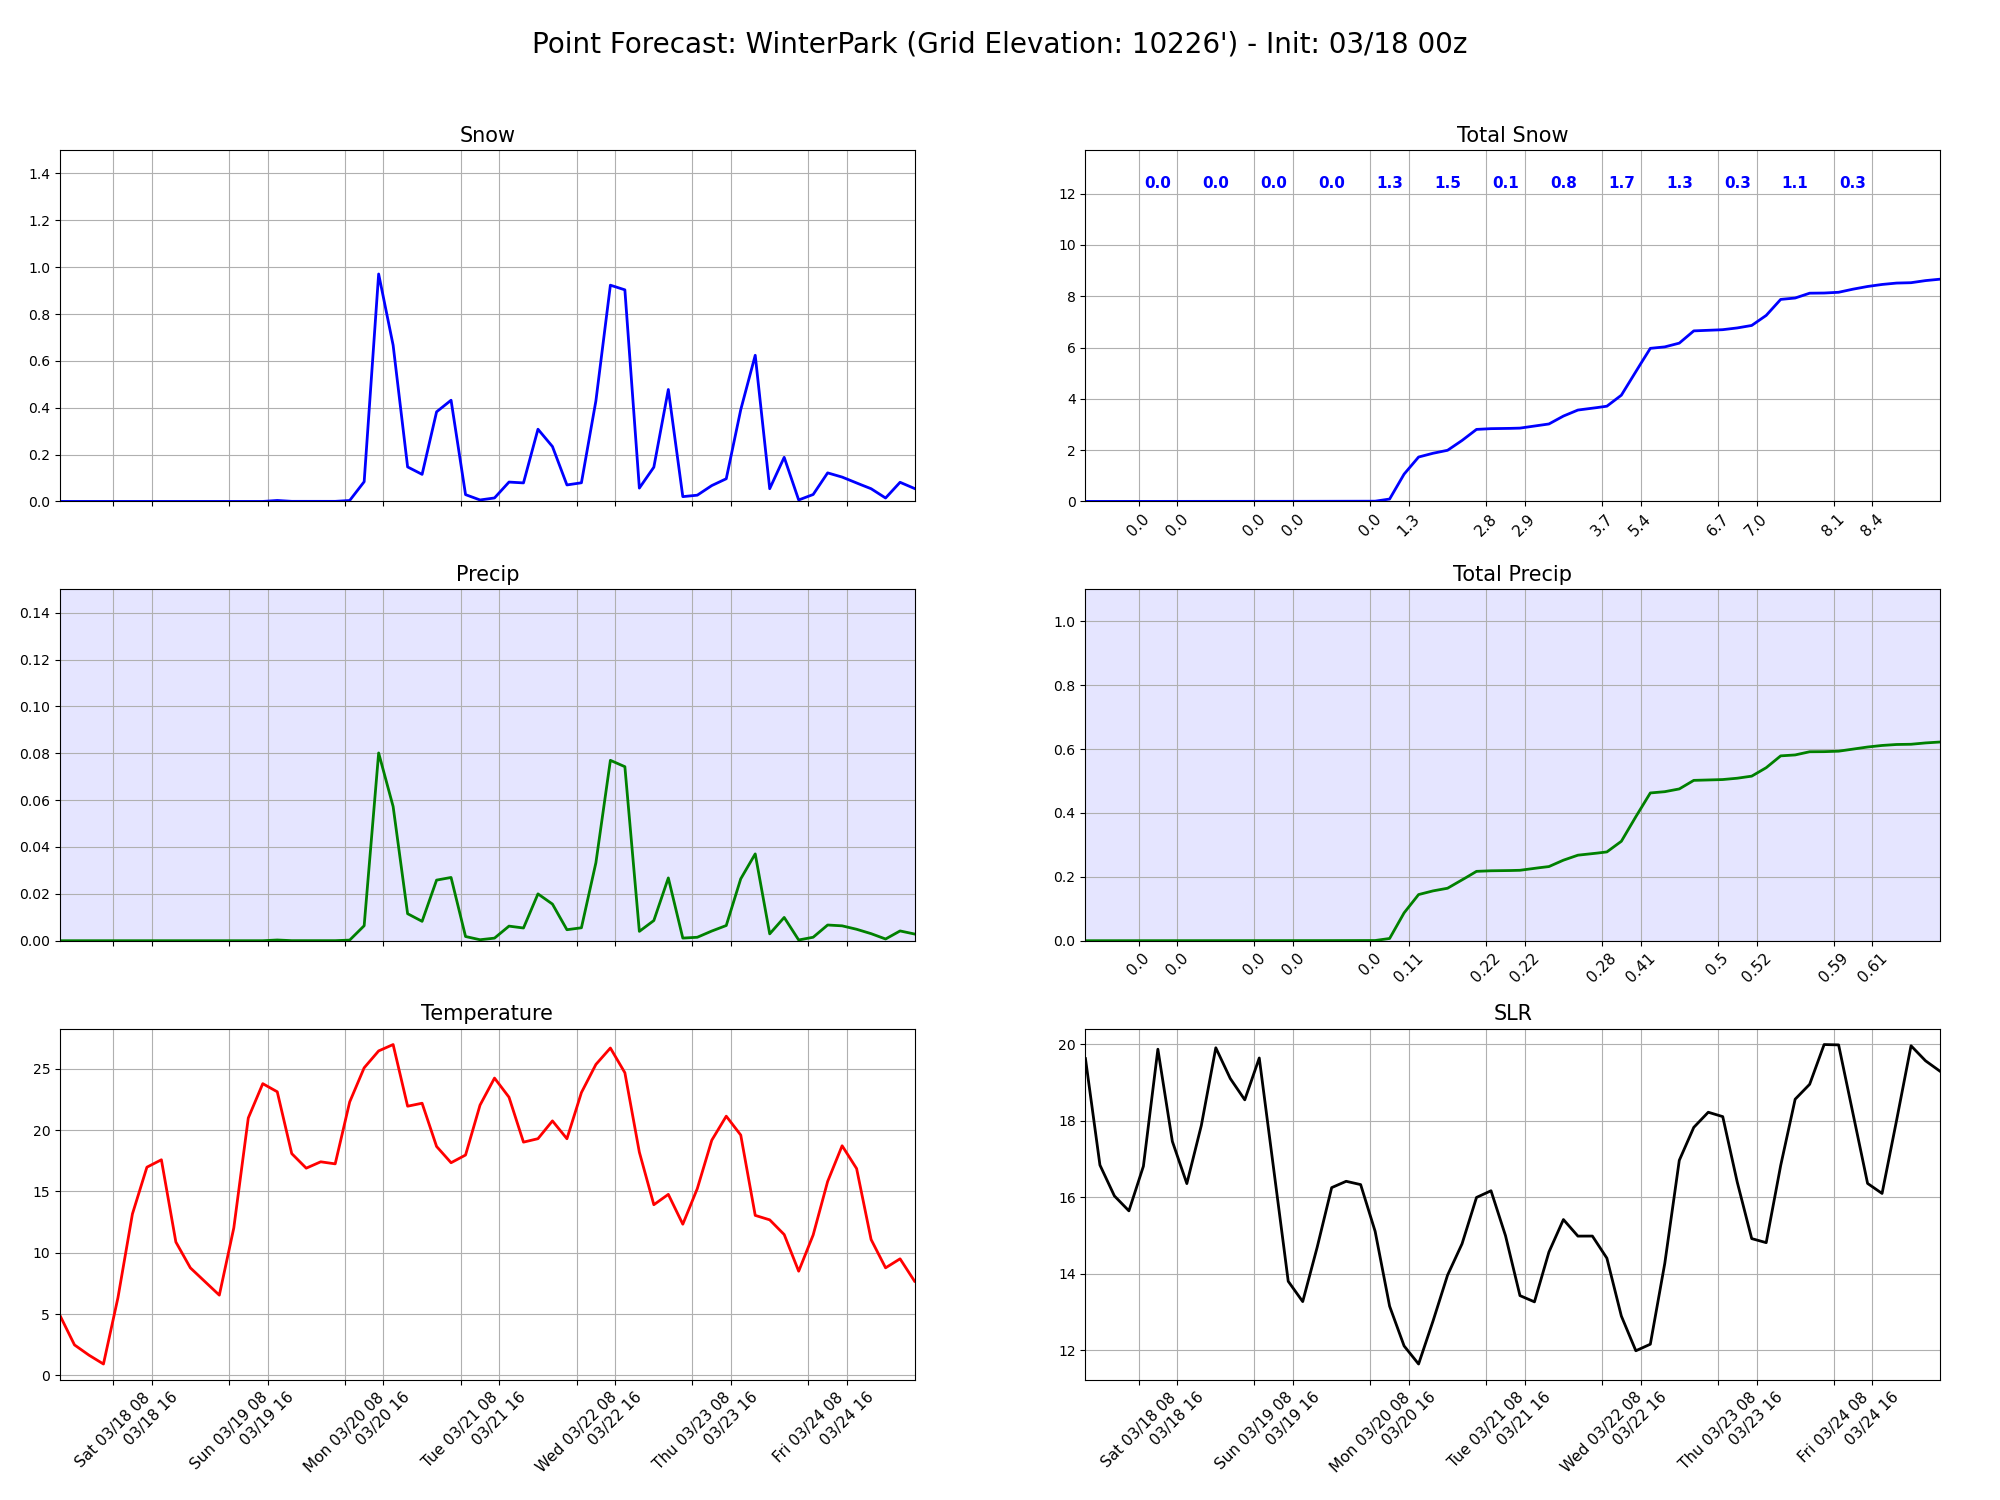 Point Forecast: WinterPark (Grid Elevation: 10226') - Init: 03/18 00z
Snow
1.4
1.2
1.0
0.8
0.6
0.4
0.2
0.0
Total Snow
0.0 0.0 0.0 0.0 1.3 1.5 0.1 0.8 1.7 1.3 0.3 1.1 0.3
12
10
8
6
4
2
0
0.0 0.0 0.0 0.0 0.0 1.3 2.8 2.9 3.7 5.4 6.7 7.0 8.1 8.4
Precip
0.14
0.12
0.10
0.08
0.06
0.04
0.02
0.00
Total Precip
1.0
0.8
0.6
0.4
0.2
0.0
0.0 0.0 0.0 0.0 0.0 0.11 0.22 0.22 0.28 0.41 0.5 0.52 0.59 0.61
Temperature
25
20
15
10
5
0
Sat 03/18 08
03/18 16
Sun 03/19 08
03/19 16
Mon 03/20 08
03/20 16
Tue 03/21 08
03/21 16
Wed 03/22 08
03/22 16
Thu 03/23 08
03/23 16
Fri 03/24 08
03/24 16
SLR
20
18
16
14
12
Sat 03/18 08
03/18 16
Sun 03/19 08
03/19 16
Mon 03/20 08
03/20 16
Tue 03/21 08
03/21 16
Wed 03/22 08
03/22 16
Thu 03/23 08
03/23 16
Fri 03/24 08
03/24 16